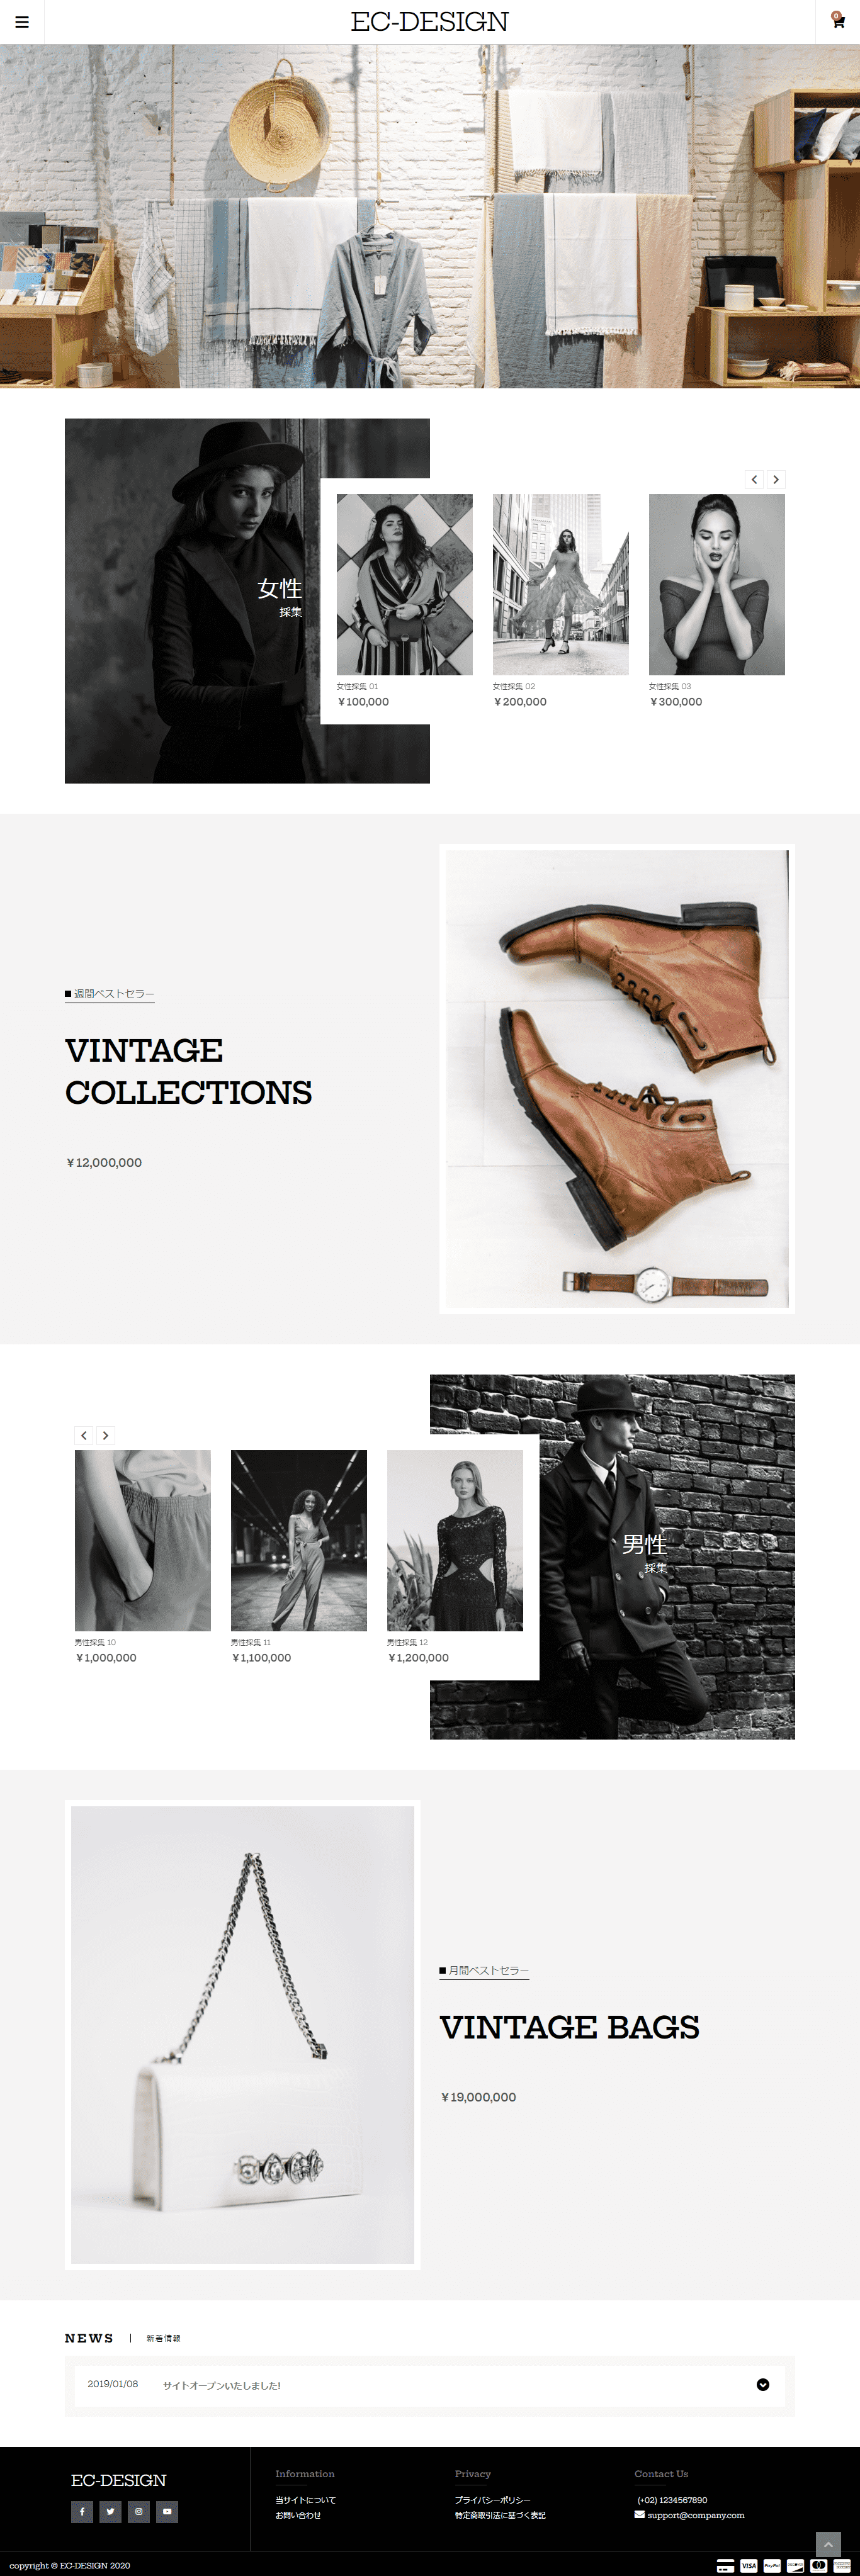 EC-DESIGN
0
女性
採集
女性採集 01
¥100,000
女性採集 02
¥200,000
女性採集 03
¥300,000
週間ベストセラー
VINTAGE
COLLECTIONS
¥12,000,000
男性採集 10
¥1,000,000
男性採集 11
¥1,100,000
男性採集 12
¥1,200,000
男性
採集
月間ベストセラー
VINTAGE BAGS
¥19,000,000
NEWS | 新着情報
2019/01/08 サイトオープンいたしました!
EC-DESIGN
Information
当サイトについて
お問い合わせ
Privacy
プライバシーポリシー
特定商取引法に基づく表記
Contact Us
(+02) 1234567890
support@company.com
copyright © EC-DESIGN 2020
VISA
PayPal